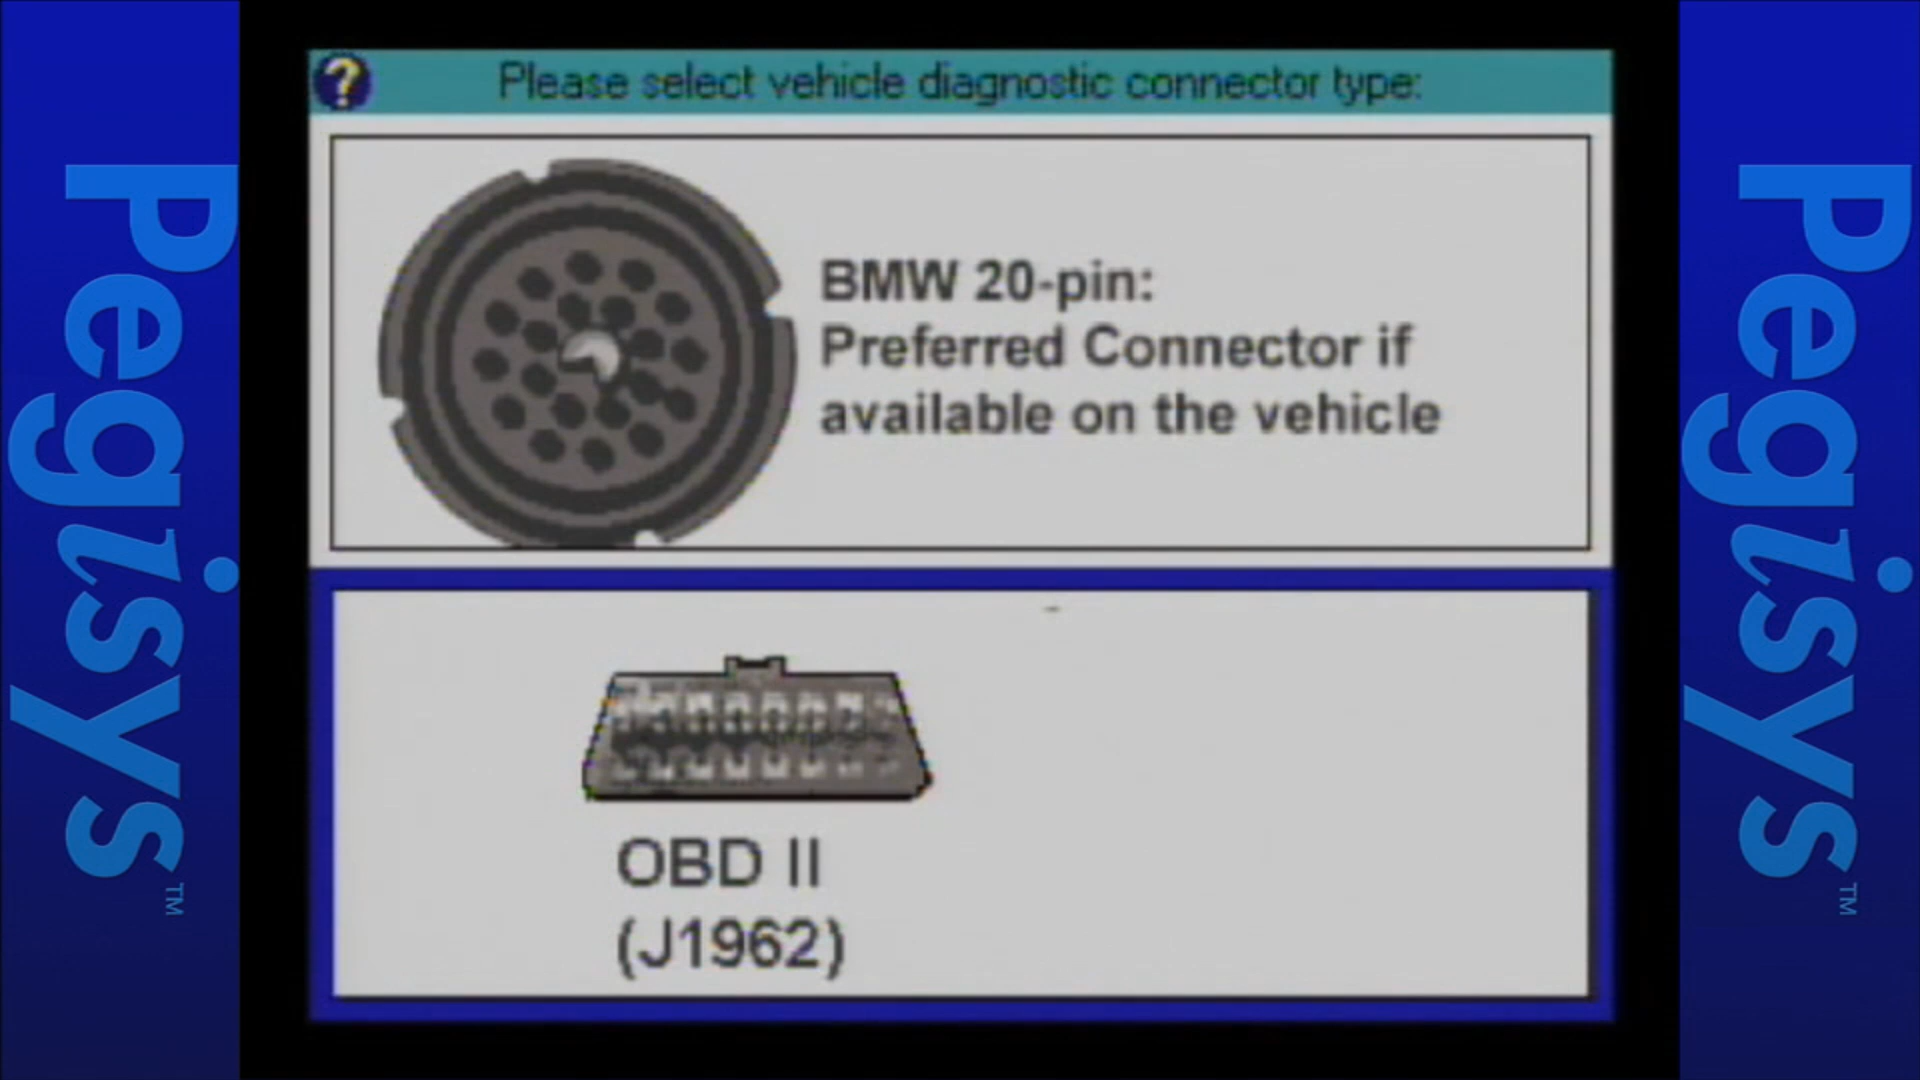 Pegisys™
? Please select vehicle diagnostic connector type:
BMW 20-pin:
Preferred Connector if
available on the vehicle
OBD II
(J1962)
Pegisys™